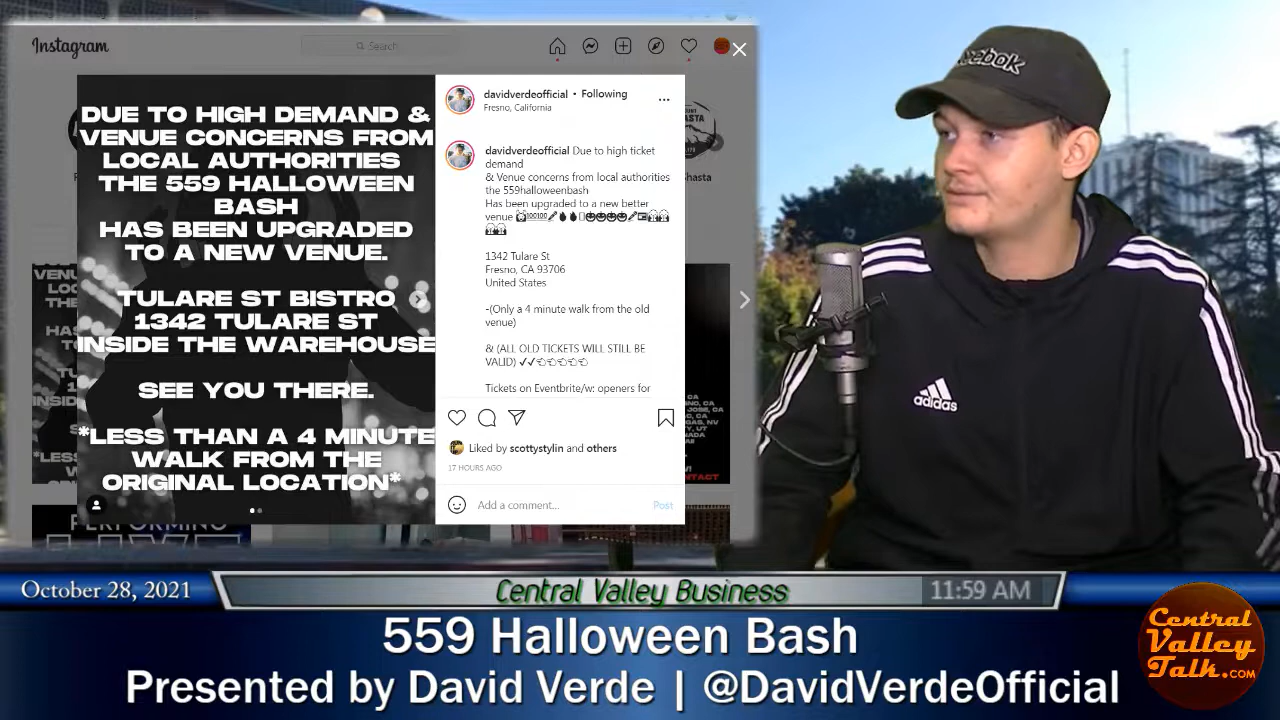 Instagram
Search
DUE TO HIGH DEMAND &
VENUE CONCERNS FROM
LOCAL AUTHORITIES
THE 559 HALLOWEEN
BASH
HAS BEEN UPGRADED
TO A NEW VENUE.
TULARE ST BISTRO
1342 TULARE ST
INSIDE THE WAREHOUSE
SEE YOU THERE.
*LESS THAN A 4 MINUTE
WALK FROM THE
ORIGINAL LOCATION*
davidverdeofficial • Following
Fresno, California
davidverdeofficial Due to high ticket
demand
& Venue concerns from local authorities
the 559halloweenbash
Has been upgraded to a new better
venue
1342 Tulare St
Fresno, CA 93706
United States
-(Only a 4 minute walk from the old
venue)
& (ALL OLD TICKETS WILL STILL BE
VALID)
Tickets on Eventbrite/w: openers for
Liked by scottystylin and others
17 HOURS AGO
Add a comment...
Post
PERFORMING
LIVE
Reebok
adidas
October 28, 2021
Central Valley Business
11:59 AM
559 Halloween Bash
Presented by David Verde | @DavidVerdeOfficial
Central
Valley
Talk.com